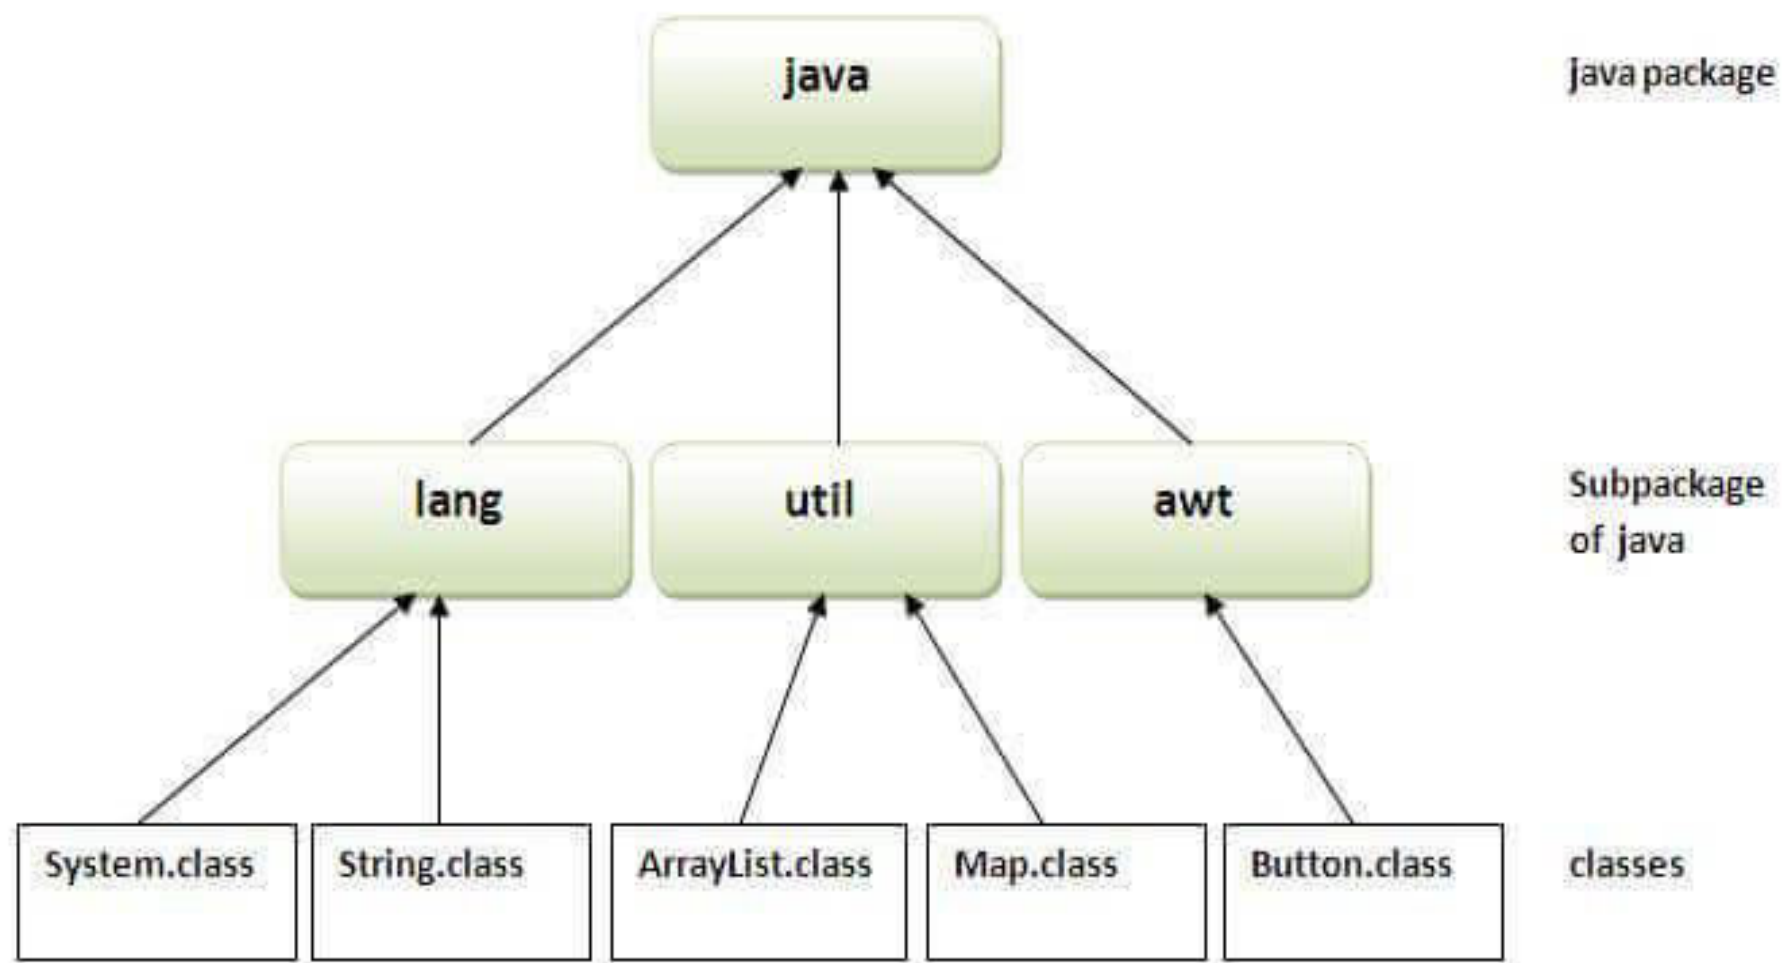 java
java package
lang
util
awt
Subpackage
of java
System.class
String.class
ArrayList.class
Map.class
Button.class
classes